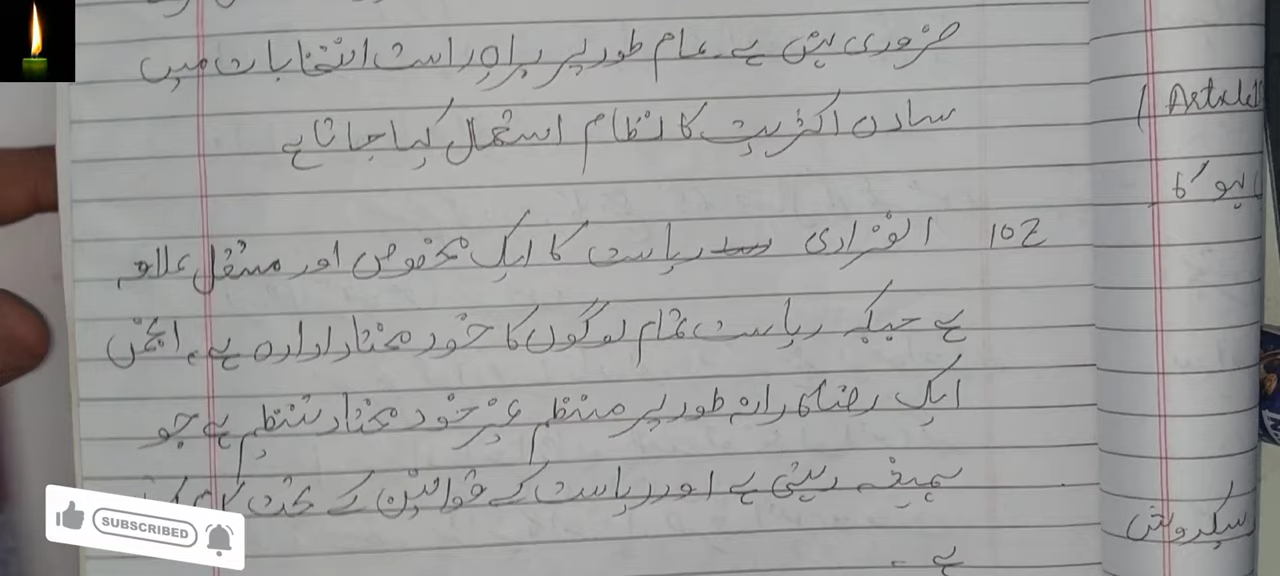 ضروری نہیں ہے۔ عام طور پر براہ راست انتخابات میں
سادہ اکثریت کا نظام استعمال کیا جاتا ہے
102 ریاست کا ایک مخصوص اور مستقل علاقہ
ہے جبکہ ریاست تمام لوگوں کا خود مختار ادارہ ہے۔ انجمن
ایک رضاکارانہ طور پر منظم غیر خود مختار تنظیم ہے جو
رہتی ہے اور ریاست کے قوانین کے تحت کام
ہے۔
ہو گا
SUBSCRIBED